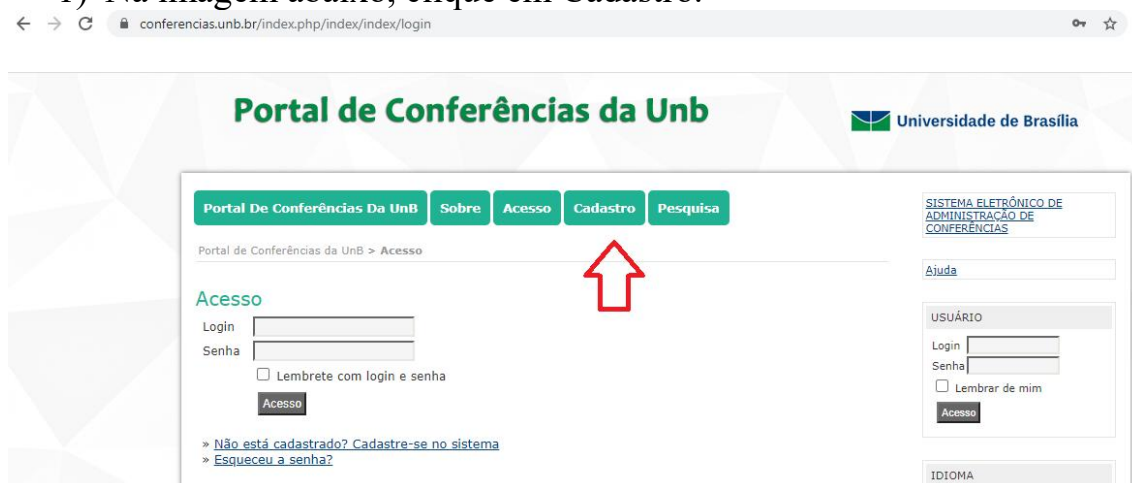 1) Na imagem abaixo, clique em Cadastro.
conferencias.unb.br/index.php/index/index/login
Portal de Conferências da Unb
Universidade de Brasília
Portal De Conferências Da UnB Sobre Acesso Cadastro Pesquisa
Portal de Conferências da UnB > Acesso
Acesso
Login
Senha
Lembrete com login e senha
Acesso
» Não está cadastrado? Cadastre-se no sistema
» Esqueceu a senha?
SISTEMA ELETRÔNICO DE
ADMINISTRAÇÃO DE
CONFERÊNCIAS
Ajuda
USUÁRIO
Login
Senha
Lembrar de mim
Acesso
IDIOMA